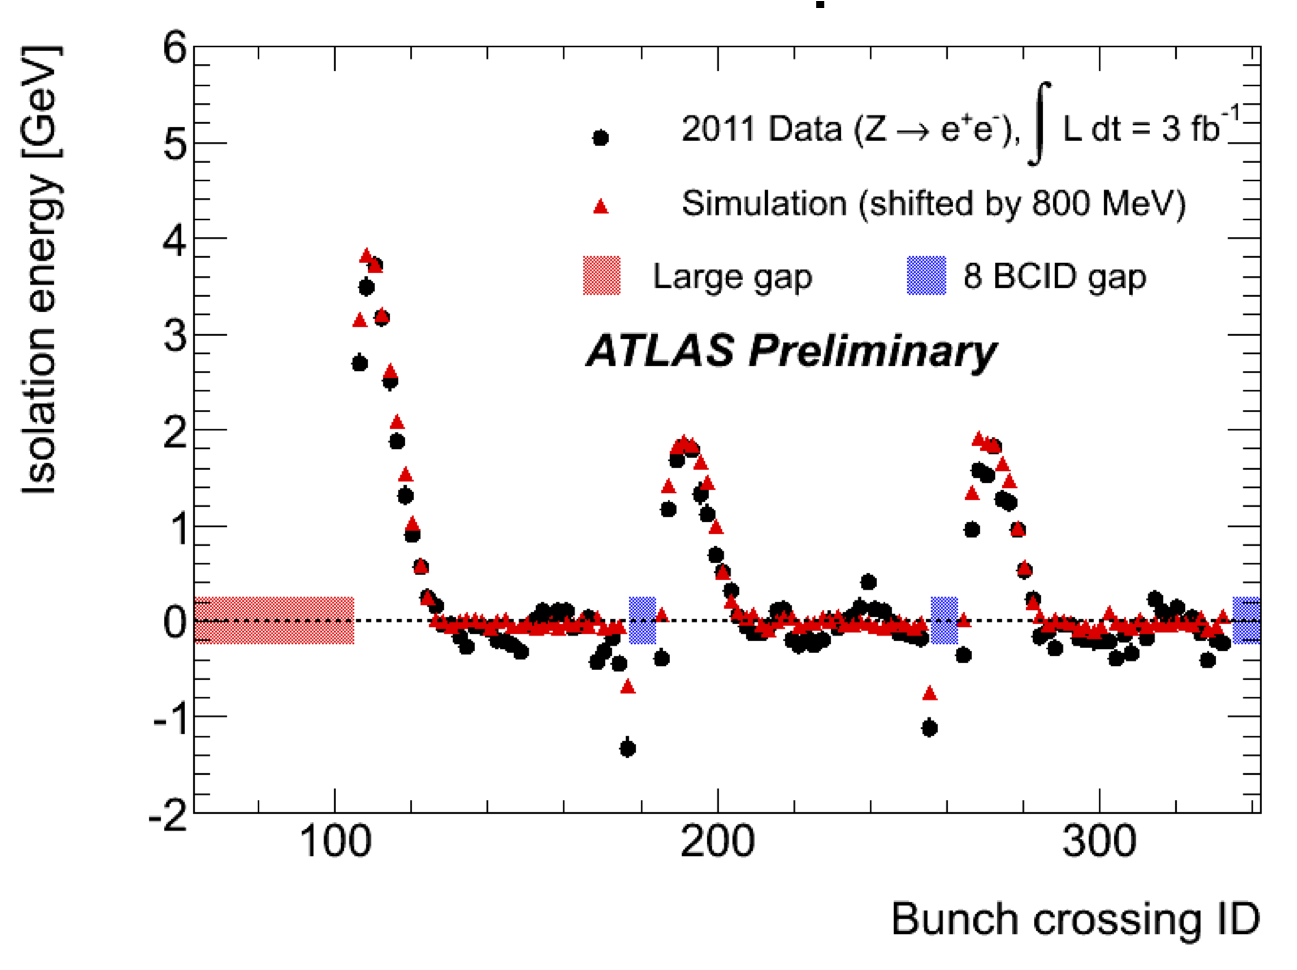 6
5
4
3
2
1
0
-1
-2
Isolation energy [GeV]
2011 Data (Z → e⁺e⁻), ∫ L dt = 3 fb⁻¹
Simulation (shifted by 800 MeV)
Large gap 8 BCID gap
ATLAS Preliminary
100 200 300
Bunch crossing ID